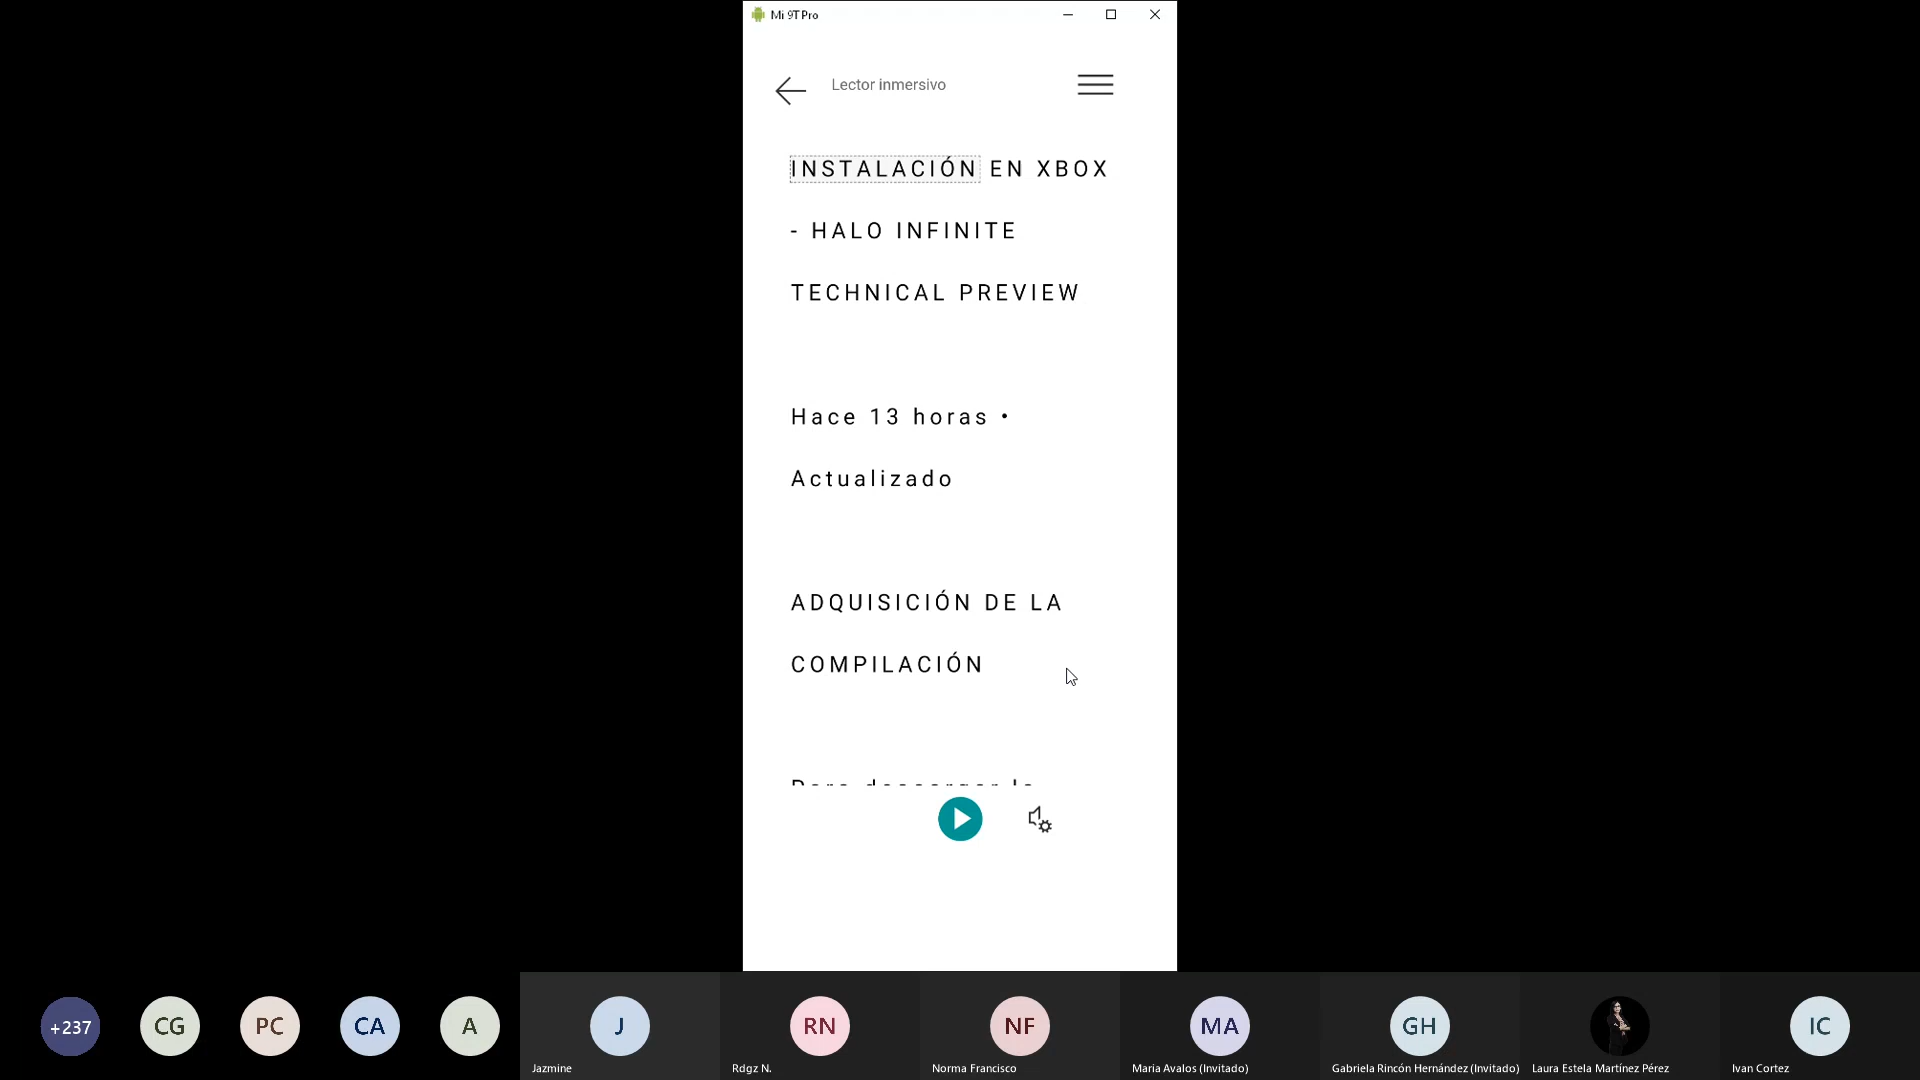 Mi 9T Pro
Lector inmersivo
INSTALACIÓN EN XBOX
- HALO INFINITE
TECHNICAL PREVIEW
Hace 13 horas •
Actualizado
ADQUISICIÓN DE LA
COMPILACIÓN
+237
CG
PC
CA
A
J
RN
NF
MA
GH
IC
Jazmine
Rdgz N.
Norma Francisco
Maria Avalos (Invitado)
Gabriela Rincón Hernández (Invitado)
Laura Estela Martínez Pérez
Ivan Cortez